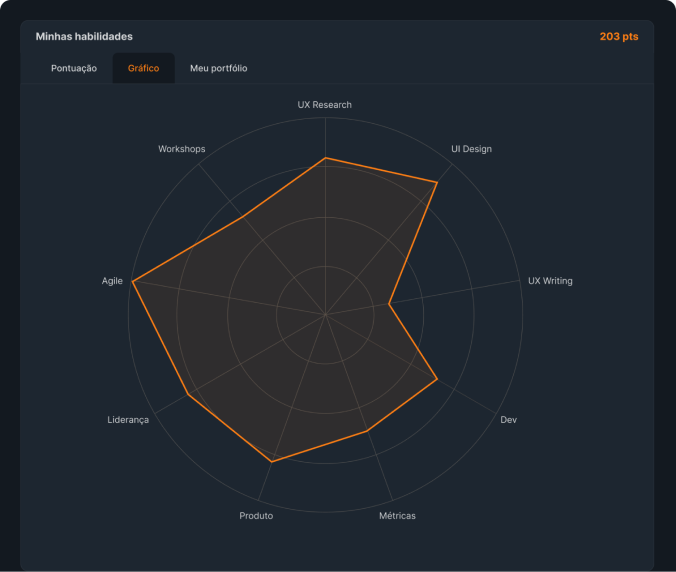 Minhas habilidades
203 pts
Pontuação
Gráfico
Meu portfólio
UX Research
Workshops
UI Design
Agile
UX Writing
Liderança
Dev
Produto
Métricas